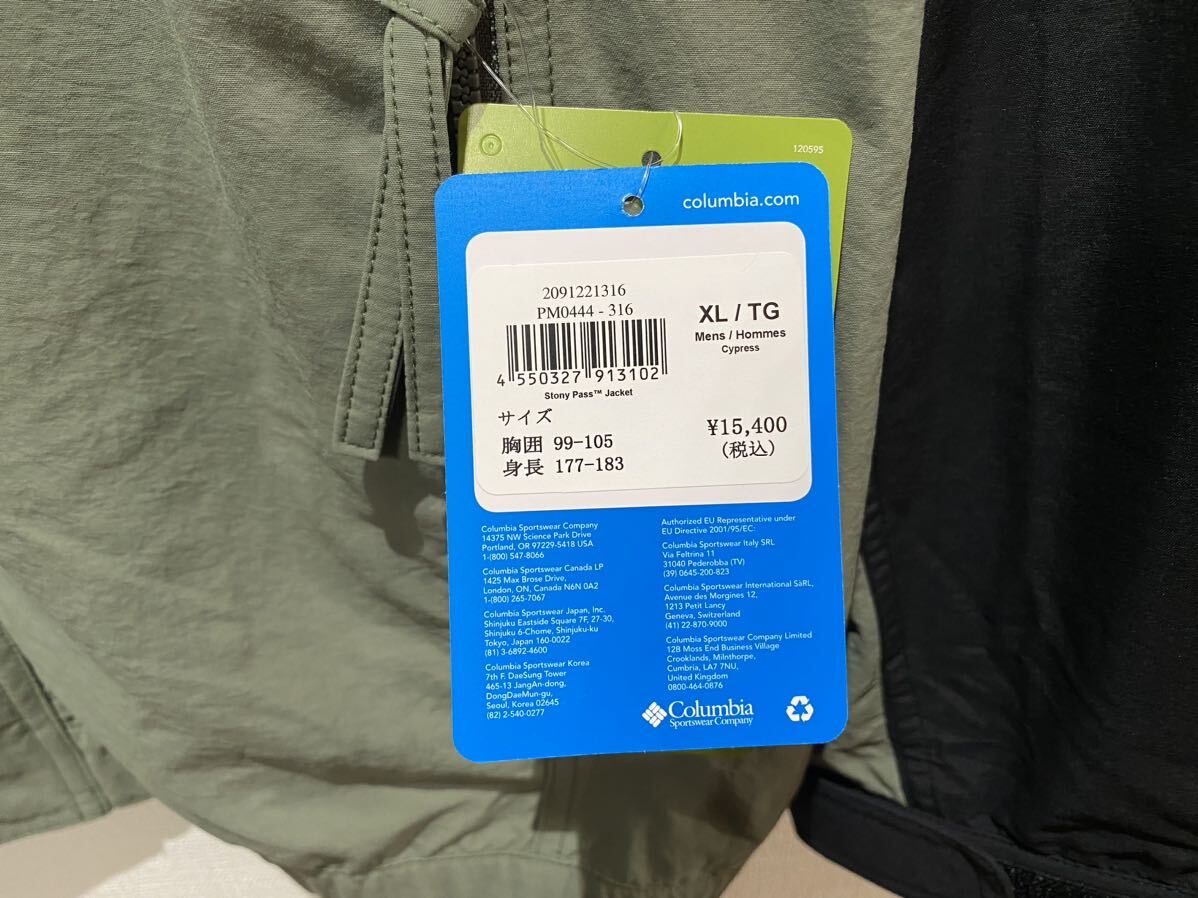 120595
columbia.com
2091221316
PM0444 - 316
4 550327 913102
Stony Pass™ Jacket
XL / TG
Mens / Hommes
Cypress
サイズ
胸囲 99-105
身長 177-183
¥15,400
(税込)
Columbia Sportswear Company
14375 NW Science Park Drive
Portland, OR 97229-5418 USA
1-(800) 547-8066
Columbia Sportswear Canada LP
1425 Max Brose Drive,
London, ON, Canada N6N 0A2
1-(800) 265-7067
Columbia Sportswear Japan, Inc.
Shinjuku Eastside Square 7F, 27-30,
Shinjuku 6-Chome, Shinjuku-ku
Tokyo, Japan 160-0022
(81) 3-6892-4600
Columbia Sportswear Korea
7th F. DaeSung Tower
465-13 JangAn-dong,
DongDaeMun-gu,
Seoul, Korea 02645
(82) 2-540-0277
Authorized EU Representative under
EU Directive 2001/95/EC:
Columbia Sportswear Italy SRL
Via Feltrina 11
31040 Pederobba (TV)
(39) 0645-200-823
Columbia Sportswear International SàRL,
Avenue des Morgines 12,
1213 Petit Lancy
Geneva, Switzerland
(41) 22-870-9000
Columbia Sportswear Company Limited
12B Moss End Business Village
Crooklands, Milnthorpe,
Cumbria, LA7 7NU,
United Kingdom
0800-464-0876
Columbia
Sportswear Company